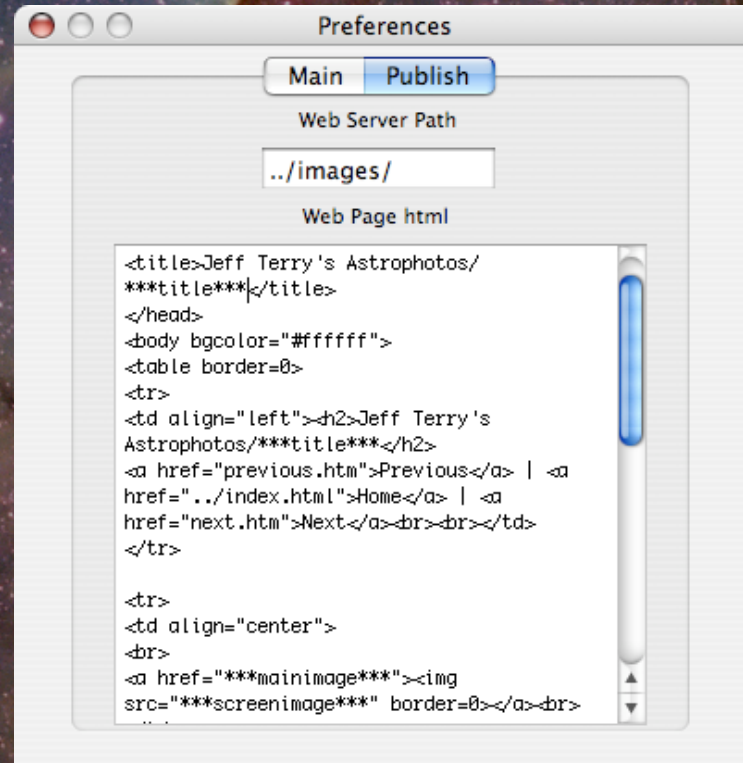 Preferences
Main Publish
Web Server Path
../images/
Web Page html
<title>Jeff Terry's Astrophotos/
***title***</title>
</head>
<body bgcolor="#ffffff">
<table border=0>
<tr>
<td align="left"><h2>Jeff Terry's
Astrophotos/***title***</h2>
<a href="previous.htm">Previous</a> | <a
href="../index.html">Home</a> | <a
href="next.htm">Next</a><br><br></td>
</tr>
<tr>
<td align="center">
<br>
<a href="***mainimage***"><img
src="***screenimage***" border=0></a><br>